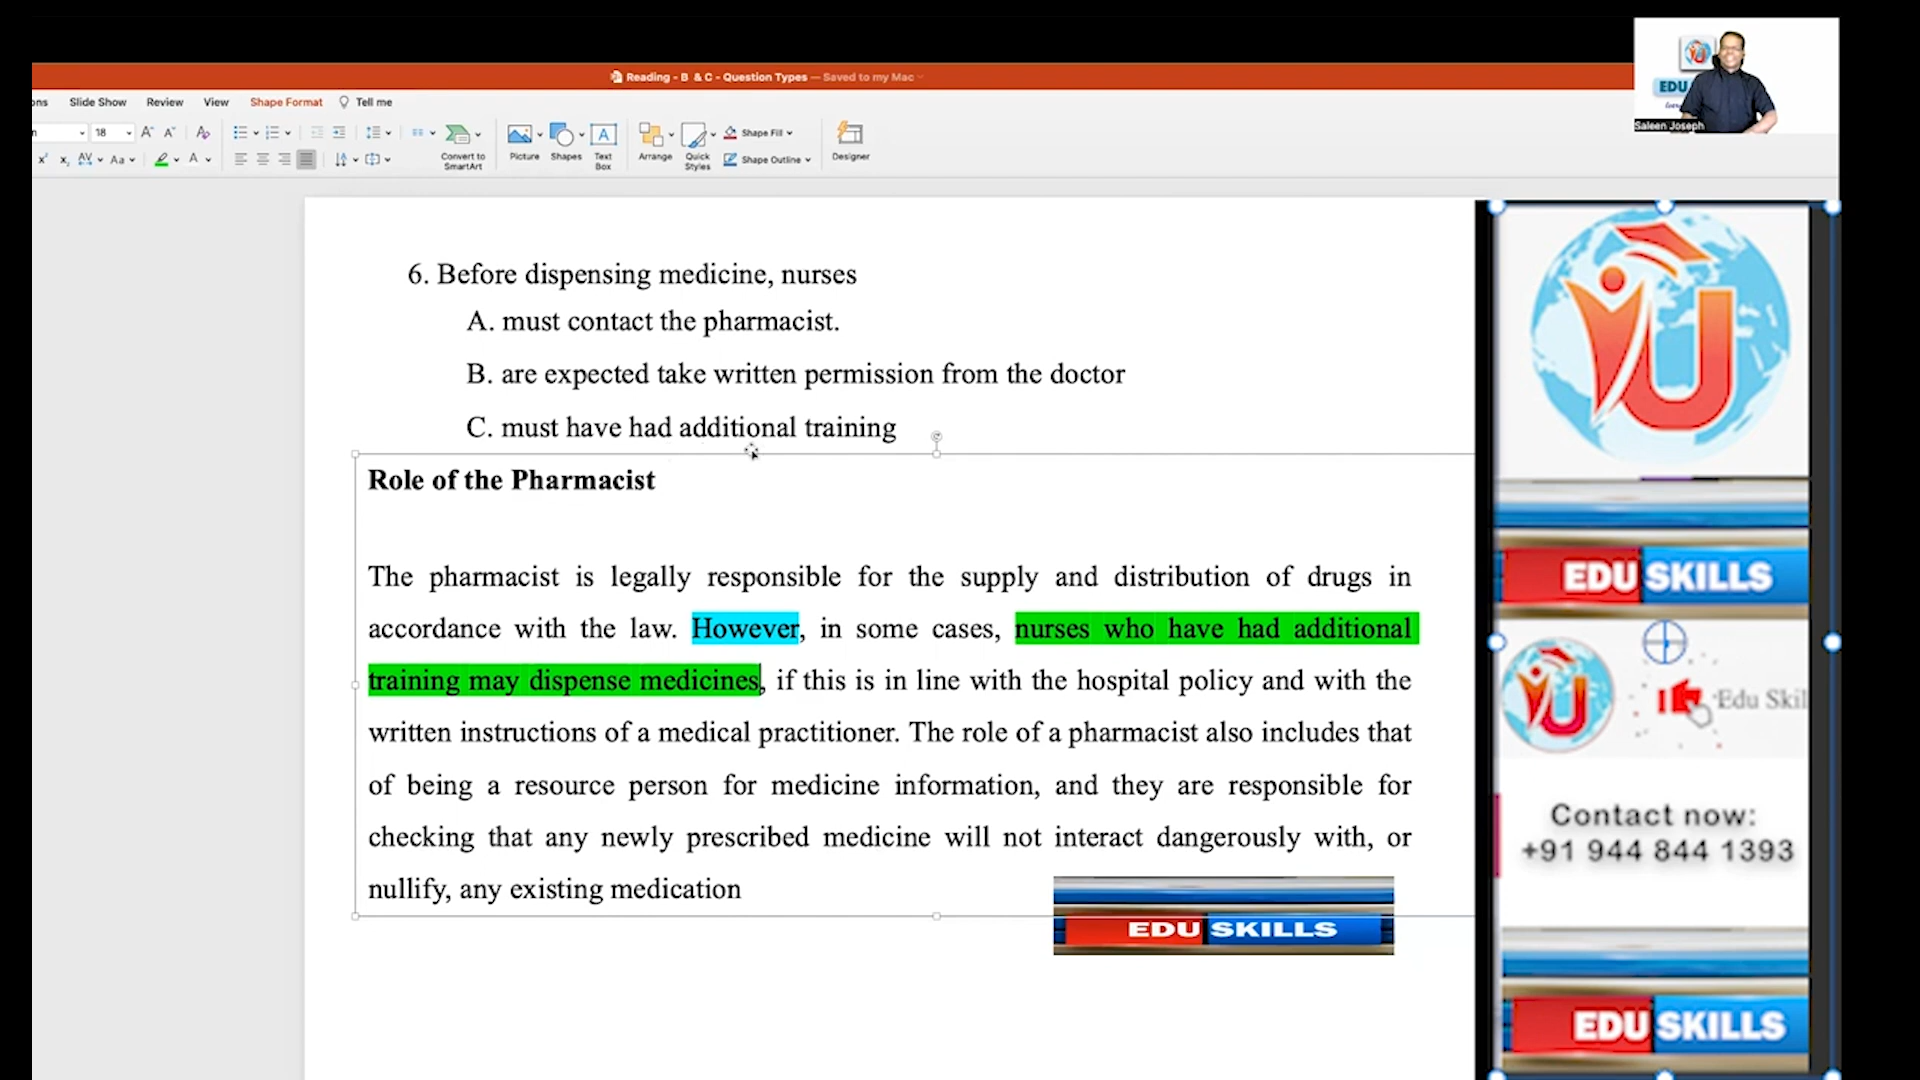 Reading - B & C - Question Types — Saved to my Mac
ons Slide Show Review View Shape Format Tell me
18
Convert to SmartArt
Picture
Shapes
Text Box
Arrange
Quick Styles
Shape Fill
Shape Outline
Designer
EDU
Saleen Joseph
6. Before dispensing medicine, nurses
A. must contact the pharmacist.
B. are expected take written permission from the doctor
C. must have had additional training
Role of the Pharmacist
The pharmacist is legally responsible for the supply and distribution of drugs in
accordance with the law. However, in some cases, nurses who have had additional
training may dispense medicines, if this is in line with the hospital policy and with the
written instructions of a medical practitioner. The role of a pharmacist also includes that
of being a resource person for medicine information, and they are responsible for
checking that any newly prescribed medicine will not interact dangerously with, or
nullify, any existing medication
EDU SKILLS
EDU SKILLS
Edu Skil
Contact now:
+91 944 844 1393
EDU SKILLS